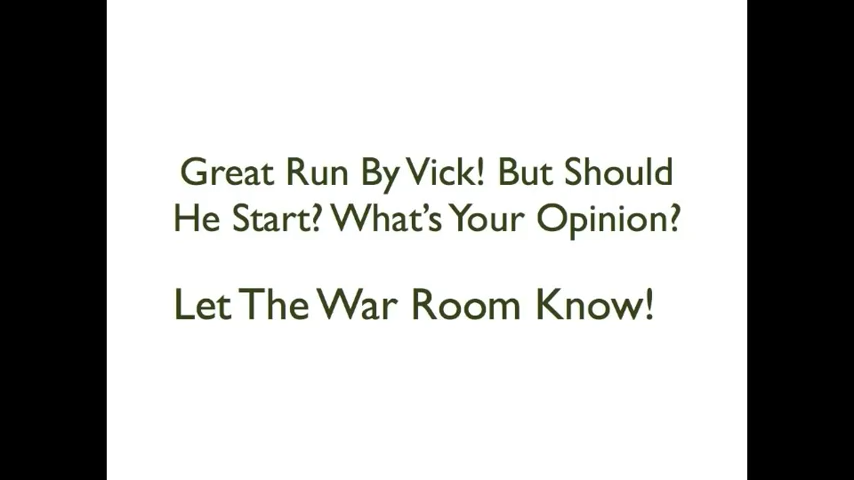 Great Run By Vick! But Should
He Start? What's Your Opinion?
Let The War Room Know!